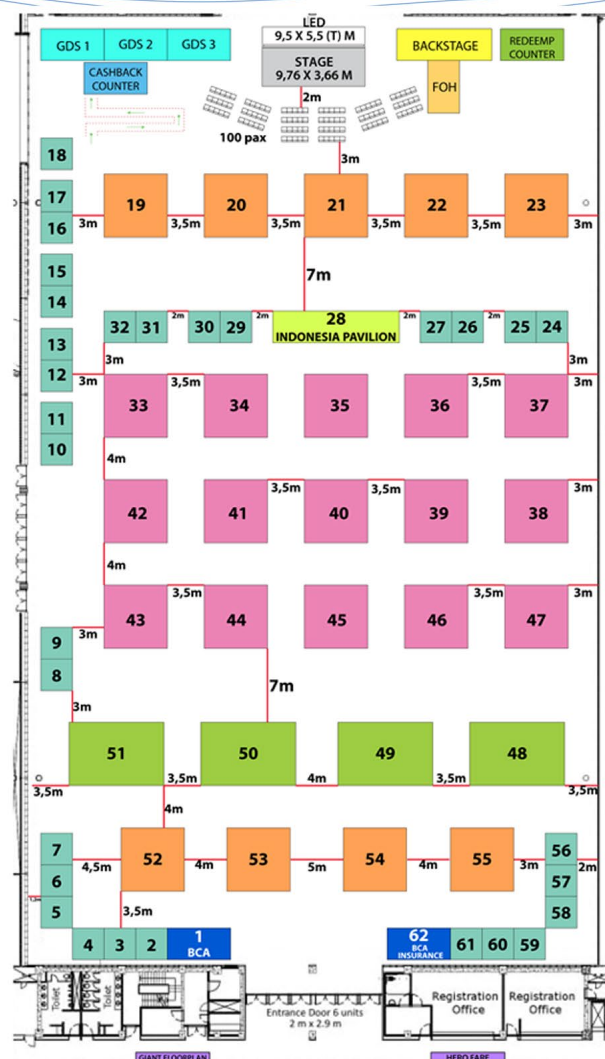 LED
9,5 X 5,5 (T) M
GDS 1
GDS 2
GDS 3
STAGE
9,76 X 3,66 M
BACKSTAGE
REDEEMP
COUNTER
CASHBACK
COUNTER
FOH
2m
100 pax
3m
18
17
16
19
20
21
22
23
3m
3,5m
3,5m
3,5m
3,5m
3m
15
14
7m
32
31
2m
30
29
2m
28
INDONESIA PAVILION
2m
27
26
2m
25
24
13
12
3m
3m
3,5m
3,5m
3m
3m
33
34
35
36
37
11
10
4m
3,5m
3,5m
3m
42
41
40
39
38
4m
3,5m
3,5m
3m
43
44
45
46
47
9
8
3m
3m
7m
51
50
49
48
3,5m
3,5m
4m
3,5m
3,5m
4m
7
6
5
52
53
54
55
56
57
58
4,5m
4m
5m
4m
3m
2m
3,5m
4
3
2
1
BCA
62
BCA
INSURANCE
61
60
59
Toilet
Toilet
Entrance Door 6 units
2 m x 2.9 m
Registration
Office
Registration
Office
GIANT FLOORPLAN
HERO FARE